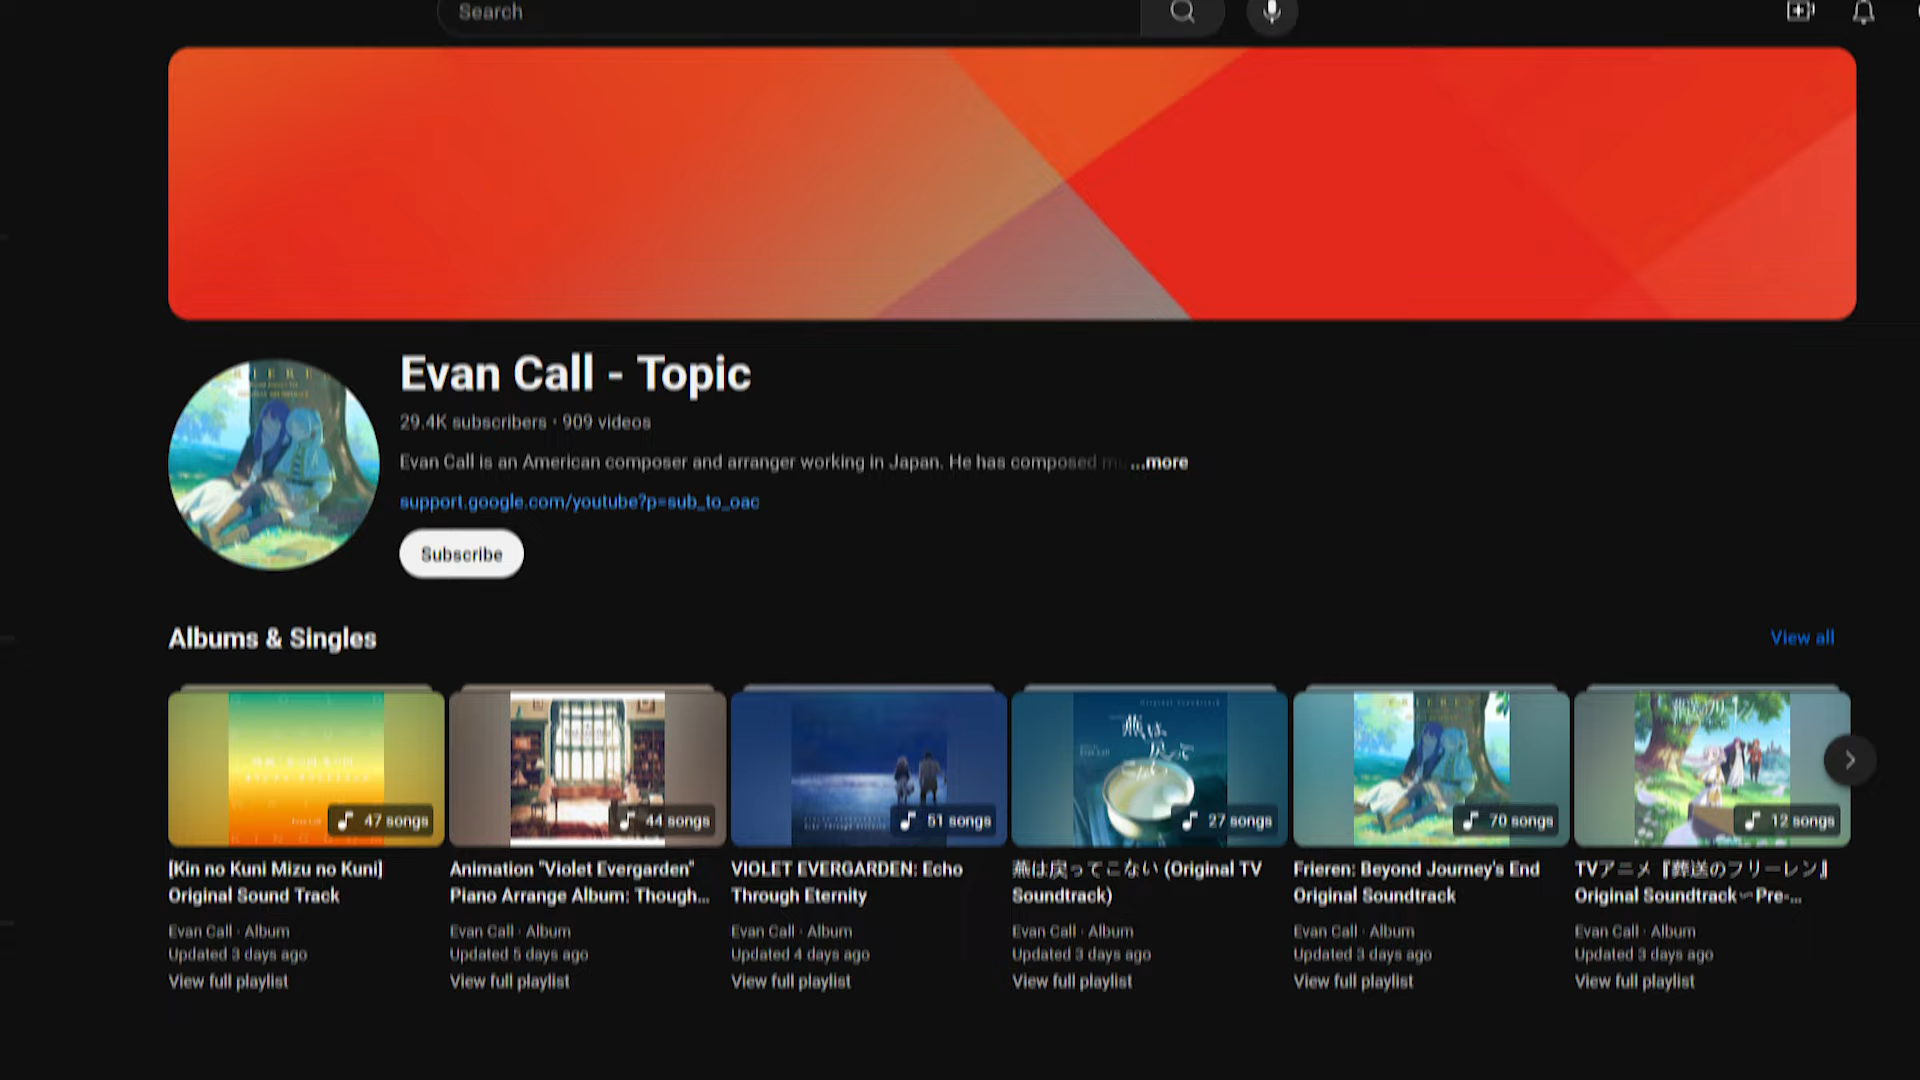 Search
Evan Call - Topic
29.4K subscribers · 909 videos
Evan Call is an American composer and arranger working in Japan. He has composed ...more
support.google.com/youtube?p=sub_to_oac
Subscribe
Albums & Singles
View all
47 songs
44 songs
51 songs
27 songs
70 songs
12 songs
[Kin no Kuni Mizu no Kuni]
Original Sound Track
Evan Call · Album
Updated 3 days ago
View full playlist
Animation "Violet Evergarden"
Piano Arrange Album: Though...
Evan Call · Album
Updated 5 days ago
View full playlist
VIOLET EVERGARDEN: Echo
Through Eternity
Evan Call · Album
Updated 4 days ago
View full playlist
燕は戻ってこない (Original TV
Soundtrack)
Evan Call · Album
Updated 3 days ago
View full playlist
Frieren: Beyond Journey's End
Original Soundtrack
Evan Call · Album
Updated 3 days ago
View full playlist
TVアニメ『葬送のフリーレン』
Original Soundtrack～Pre-...
Evan Call · Album
Updated 3 days ago
View full playlist